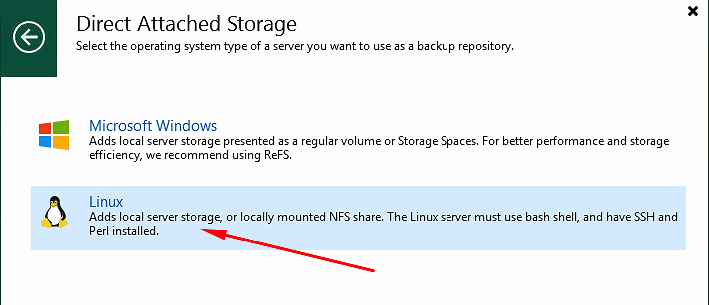 Direct Attached Storage
Select the operating system type of a server you want to use as a backup repository.
Microsoft Windows
Adds local server storage presented as a regular volume or Storage Spaces. For better performance and storage
efficiency, we recommend using ReFS.
Linux
Adds local server storage, or locally mounted NFS share. The Linux server must use bash shell, and have SSH and
Perl installed.